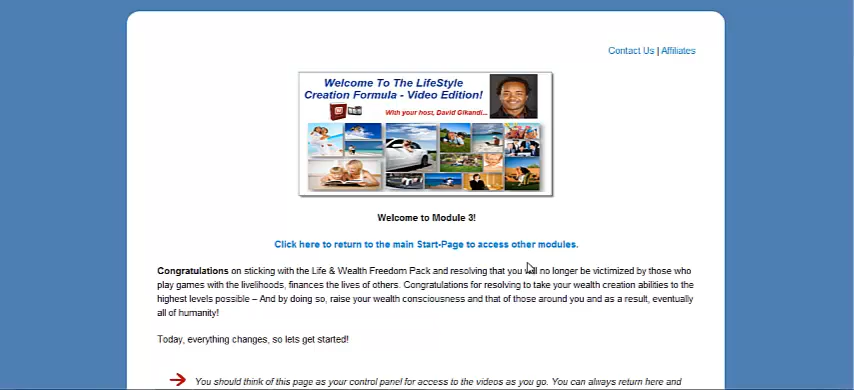 Contact Us | Affiliates
Welcome To The LifeStyle
Creation Formula - Video Edition!
With your host, David Gikandi...
Welcome to Module 3!
Click here to return to the main Start-Page to access other modules.
Congratulations on sticking with the Life & Wealth Freedom Pack and resolving that you will no longer be victimized by those who
play games with the livelihoods, finances the lives of others. Congratulations for resolving to take your wealth creation abilities to the
highest levels possible – And by doing so, raise your wealth consciousness and that of those around you and as a result, eventually
all of humanity!
Today, everything changes, so lets get started!
You should think of this page as your control panel for access to the videos as you go. You can always return here and